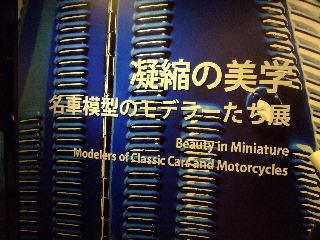 凝縮の美学
名車模型のモデラーたち展
Beauty in Miniature
Modelers of Classic Cars and Motorcycles